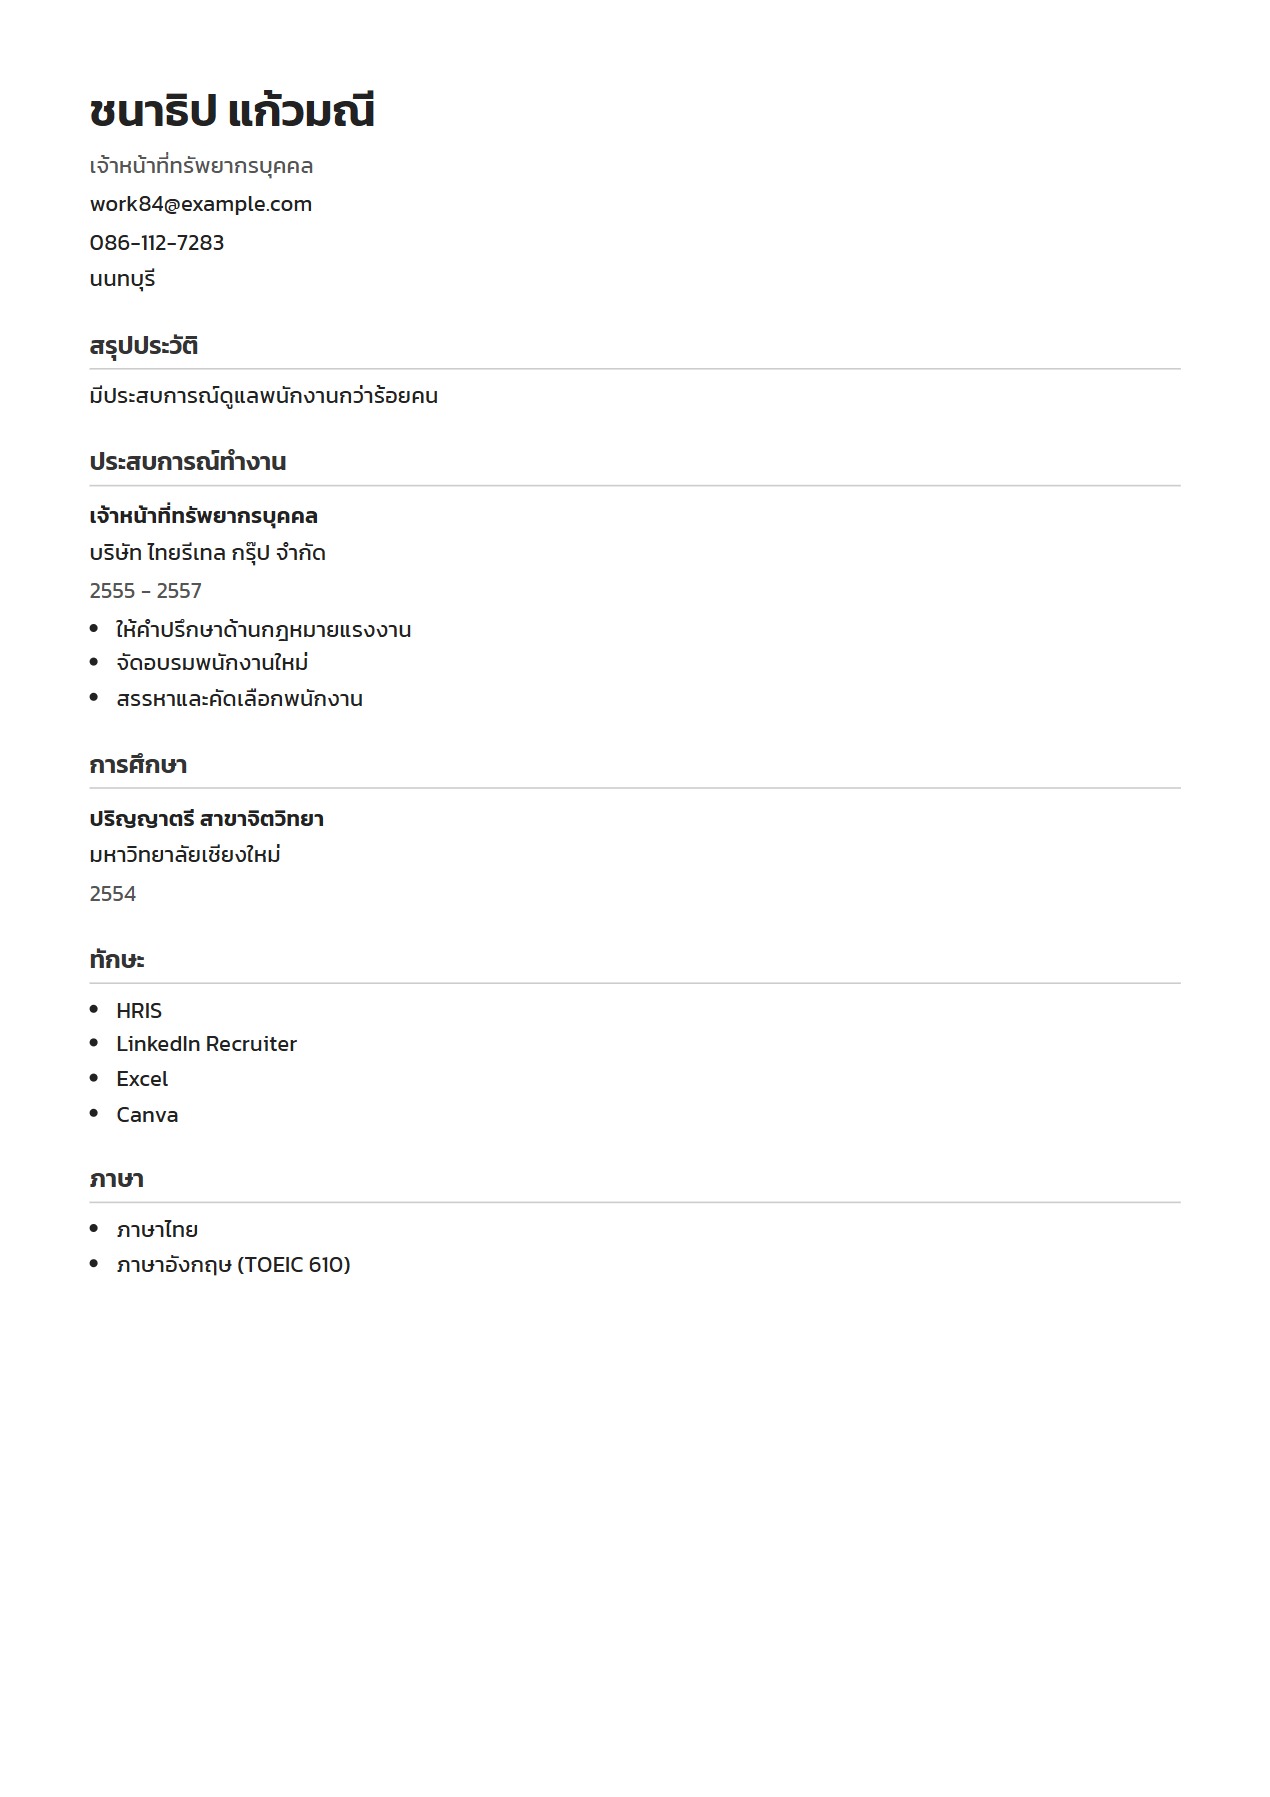 ชนาธิป แก้วมณี
เจ้าหน้าที่ทรัพยากรบุคคล
work84@example.com
086-112-7283
นนทบุรี
สรุปประวัติ
มีประสบการณ์ดูแลพนักงานกว่าร้อยคน
ประสบการณ์ทำงาน
เจ้าหน้าที่ทรัพยากรบุคคล
บริษัท ไทยรีเทล กรุ๊ป จำกัด
2555 - 2557
• ให้คำปรึกษาด้านกฎหมายแรงงาน
• จัดอบรมพนักงานใหม่
• สรรหาและคัดเลือกพนักงาน
การศึกษา
ปริญญาตรี สาขาจิตวิทยา
มหาวิทยาลัยเชียงใหม่
2554
ทักษะ
• HRIS
• LinkedIn Recruiter
• Excel
• Canva
ภาษา
• ภาษาไทย
• ภาษาอังกฤษ (TOEIC 610)